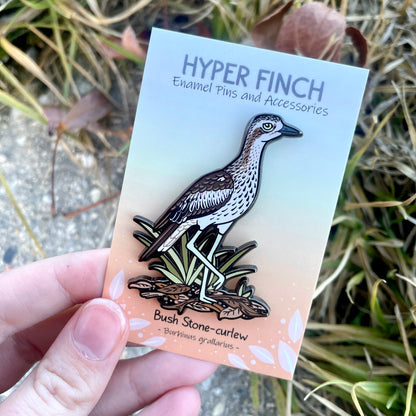 HYPER FINCH
Enamel Pins and Accessories
Bush Stone-curlew
- Burhinus grallarius -